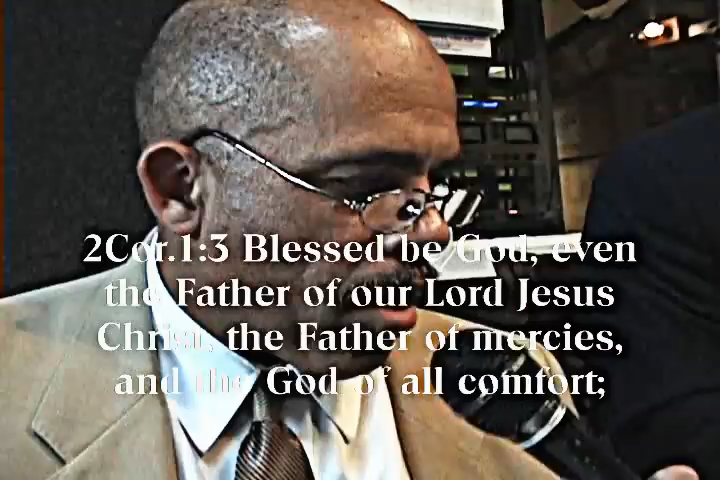 2Cor.1:3 Blessed be God, even
the Father of our Lord Jesus
Christ, the Father of mercies,
and the God of all comfort;